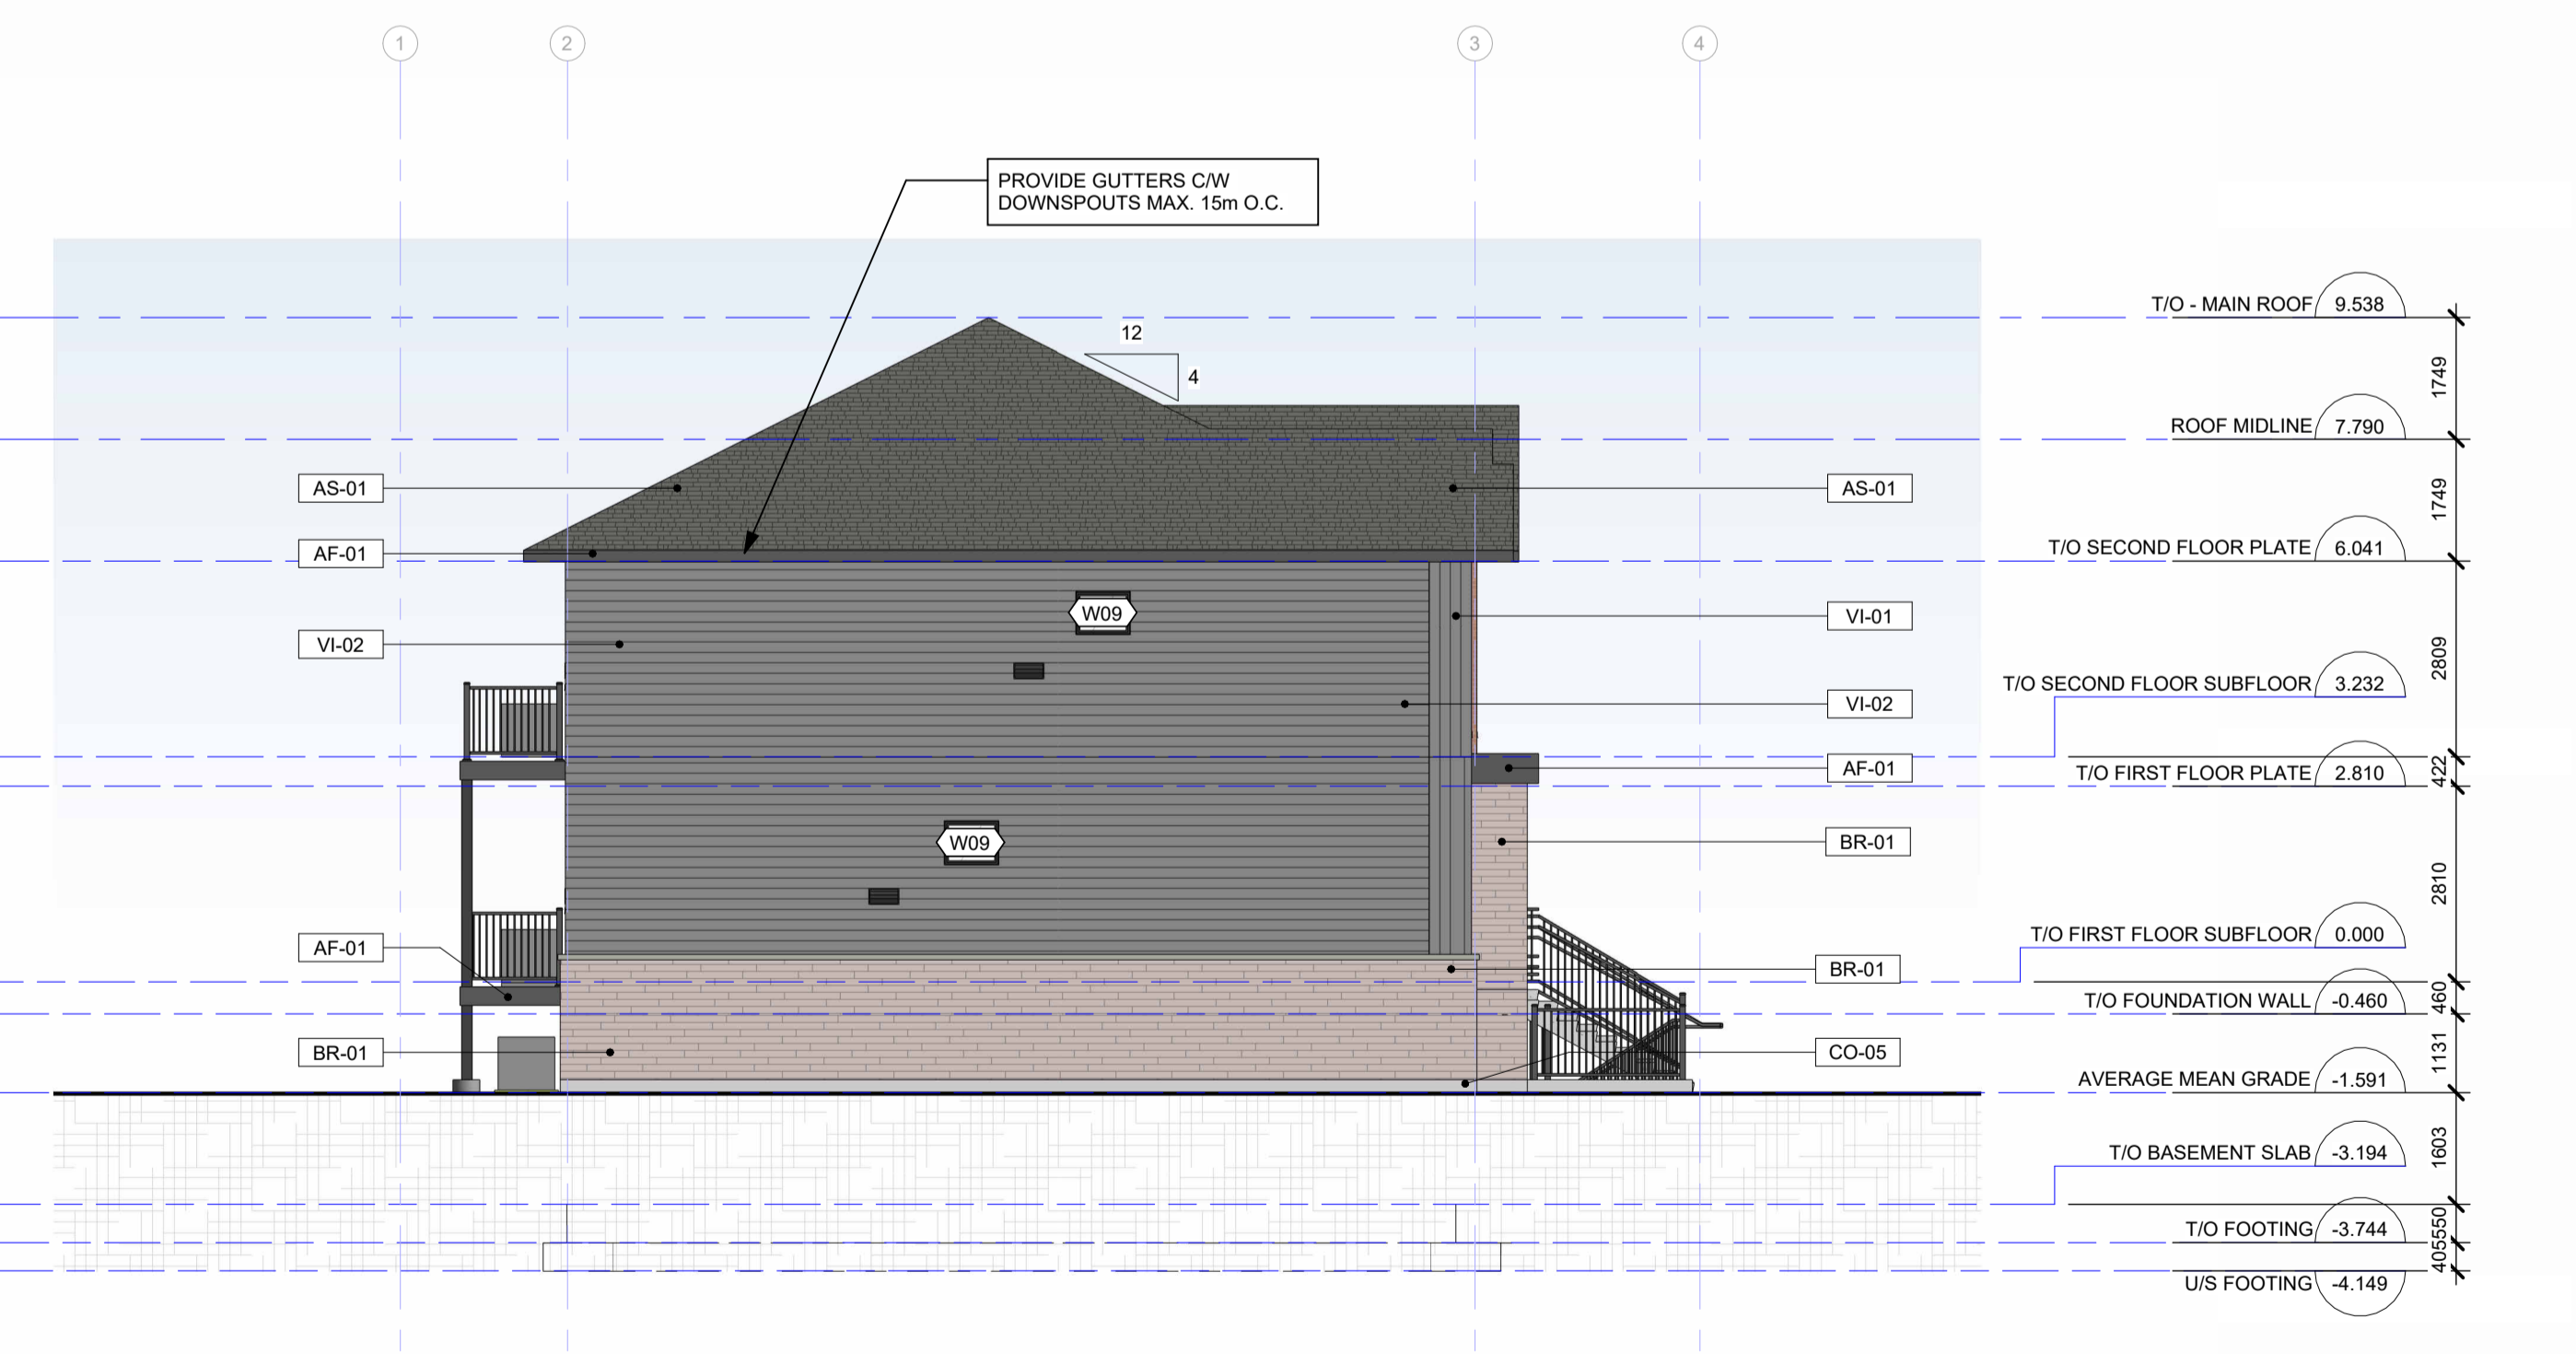 1
2
3
4
PROVIDE GUTTERS C/W
DOWNSPOUTS MAX. 15m O.C.
T/O - MAIN ROOF 9.538
12
4
1749
ROOF MIDLINE 7.790
AS-01
AS-01
1749
T/O SECOND FLOOR PLATE 6.041
AF-01
W09
VI-01
VI-02
2809
T/O SECOND FLOOR SUBFLOOR 3.232
VI-02
AF-01
T/O FIRST FLOOR PLATE 2.810
422
W09
BR-01
2810
T/O FIRST FLOOR SUBFLOOR 0.000
AF-01
BR-01
460
T/O FOUNDATION WALL -0.460
BR-01
CO-05
1131
AVERAGE MEAN GRADE -1.591
1603
T/O BASEMENT SLAB -3.194
550
T/O FOOTING -3.744
405
U/S FOOTING -4.149